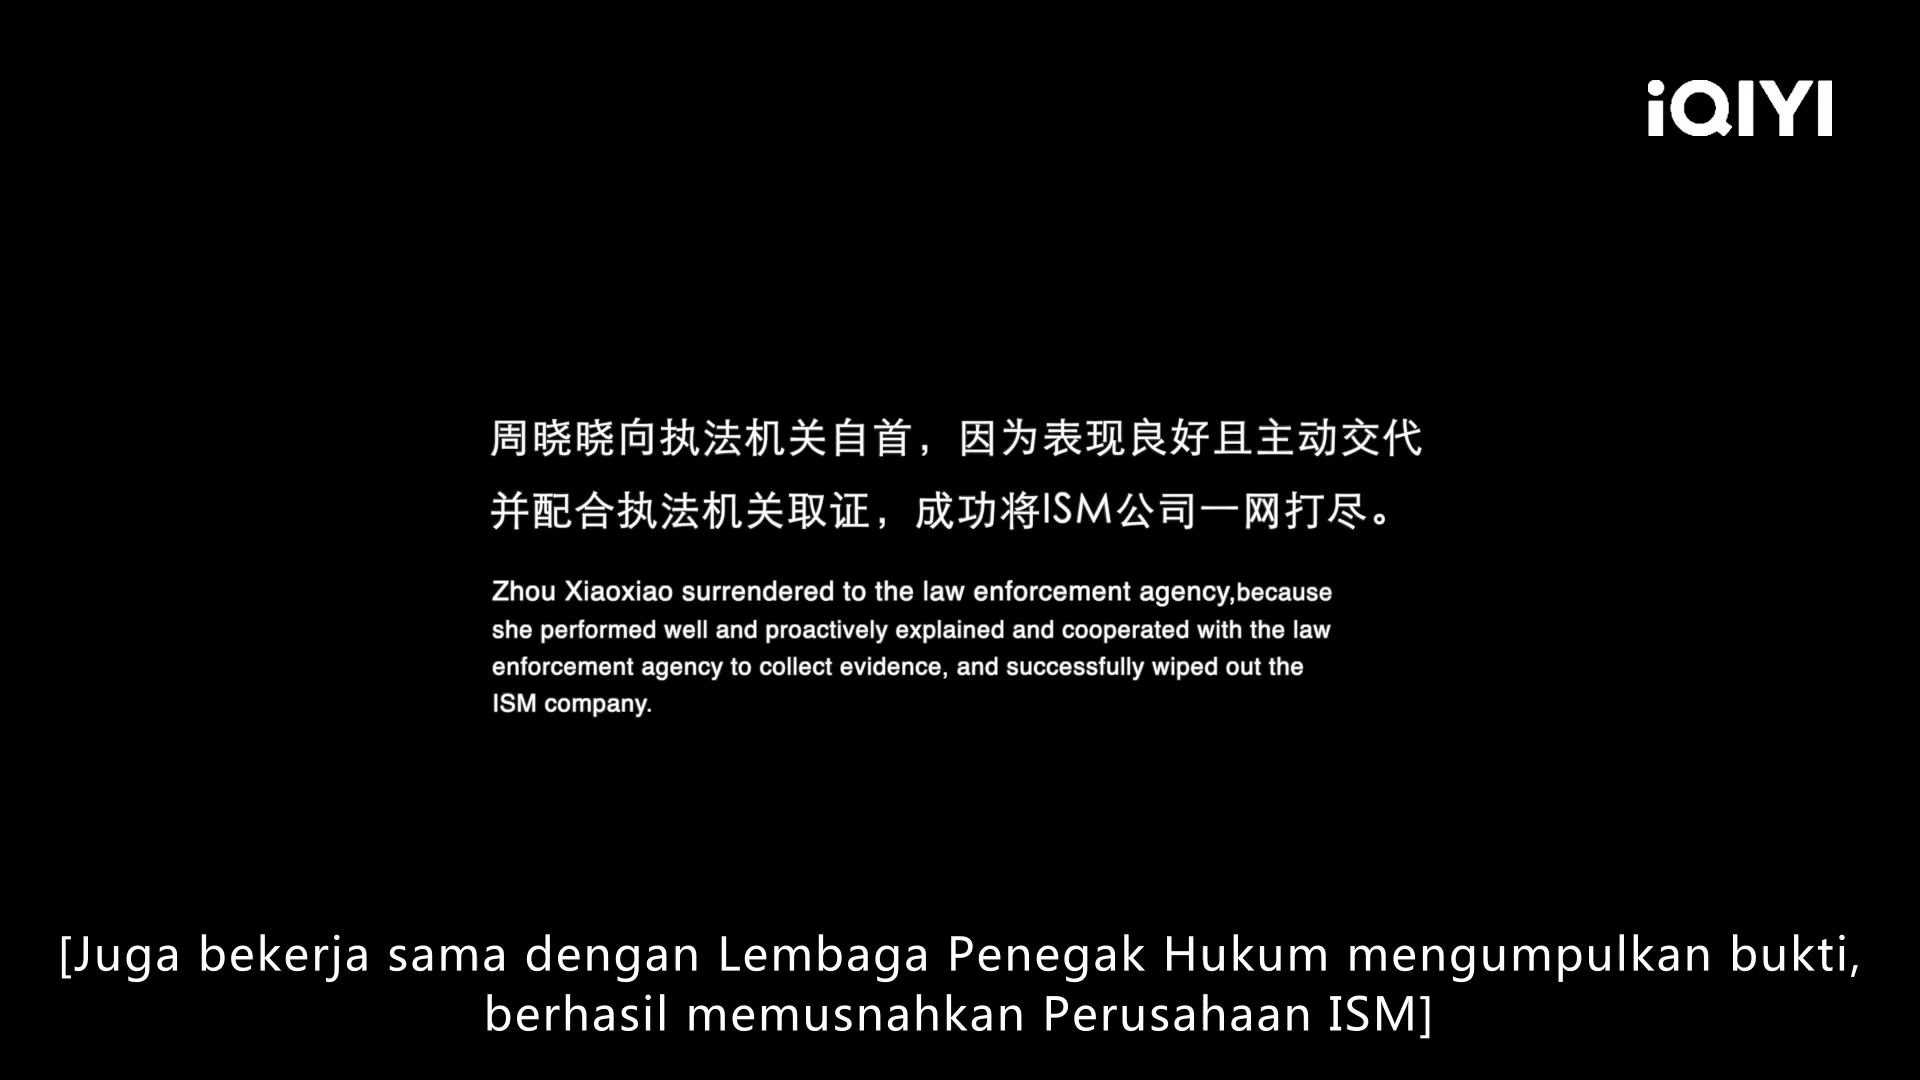 iQIYI
周晓晓向执法机关自首，因为表现良好且主动交代
并配合执法机关取证，成功将ISM公司一网打尽。
Zhou Xiaoxiao surrendered to the law enforcement agency,because
she performed well and proactively explained and cooperated with the law
enforcement agency to collect evidence, and successfully wiped out the
ISM company.
[Juga bekerja sama dengan Lembaga Penegak Hukum mengumpulkan bukti,
berhasil memusnahkan Perusahaan ISM]